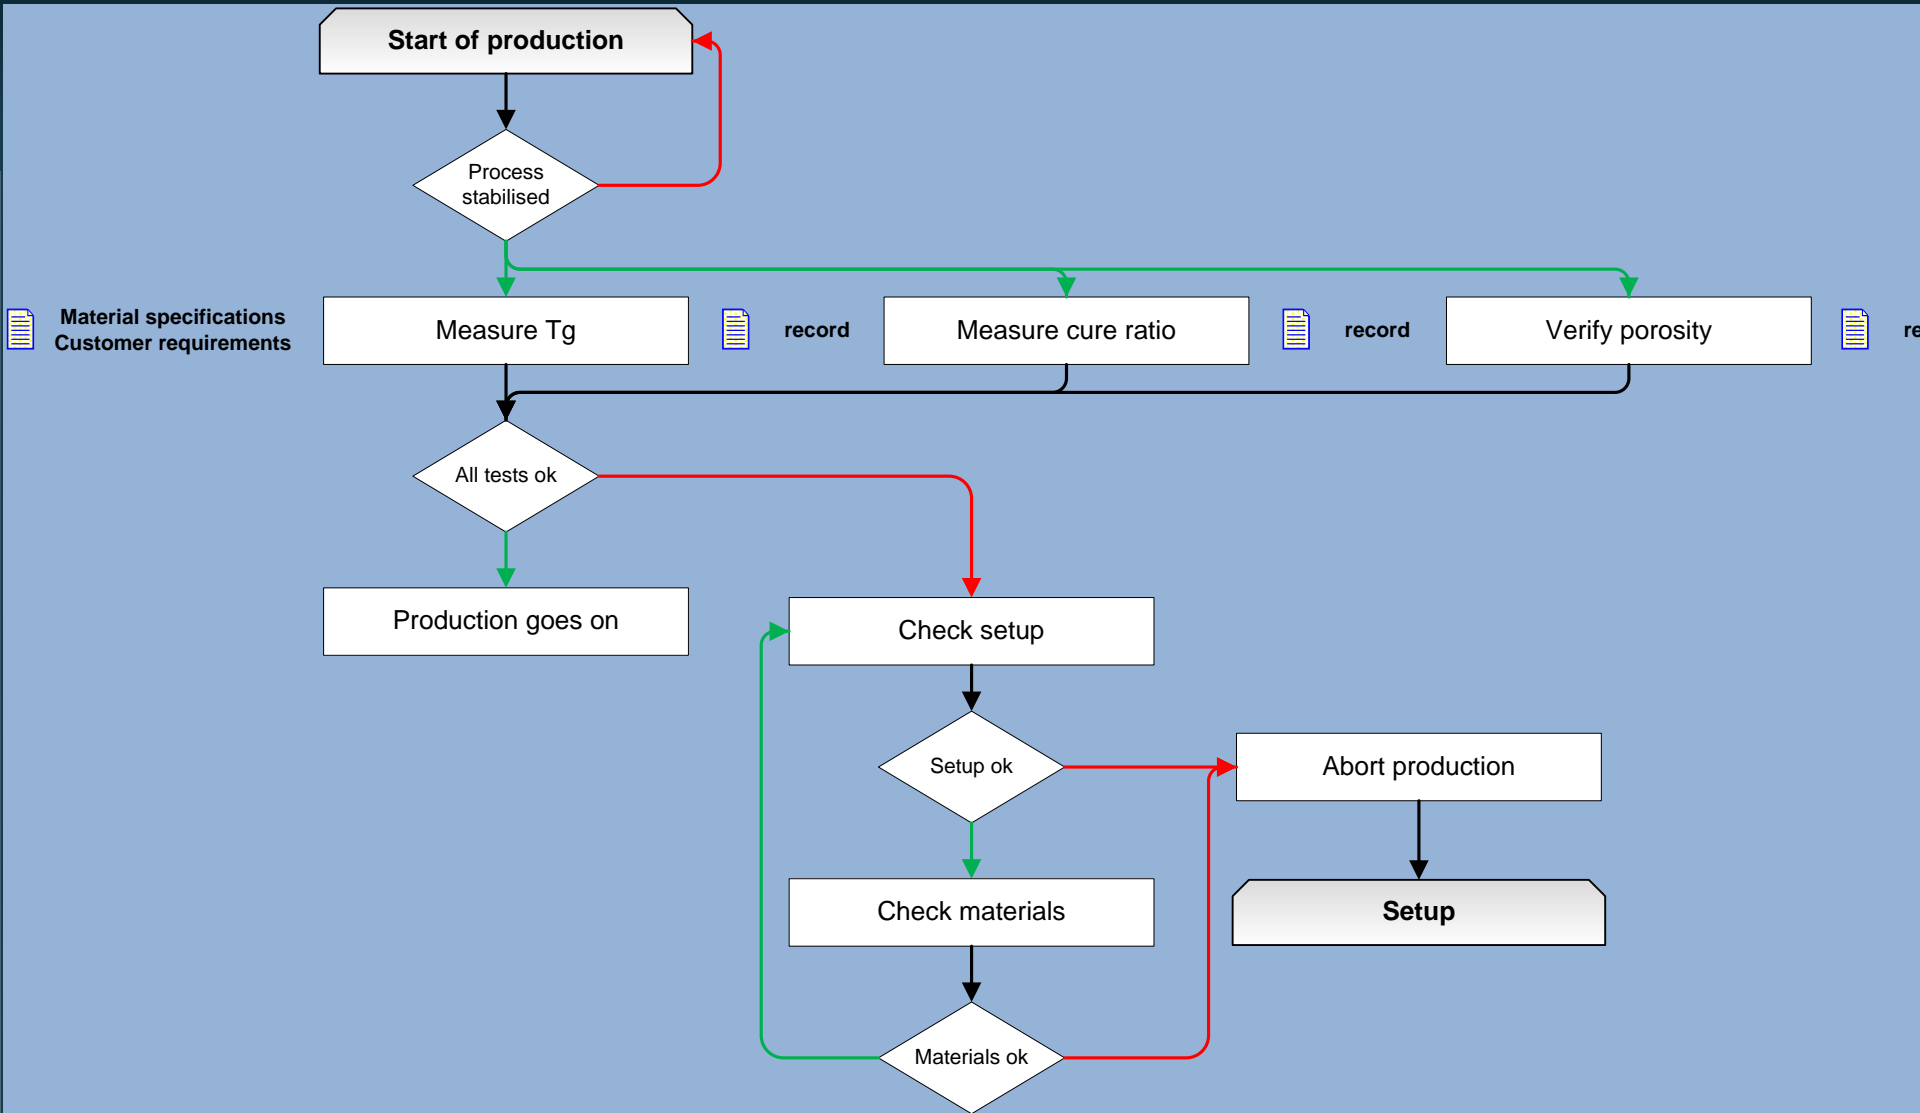 Start of production
Process
stabilised
Material specifications
Customer requirements
Measure Tg
record
Measure cure ratio
record
Verify porosity
re
All tests ok
Production goes on
Check setup
Setup ok
Abort production
Check materials
Setup
Materials ok